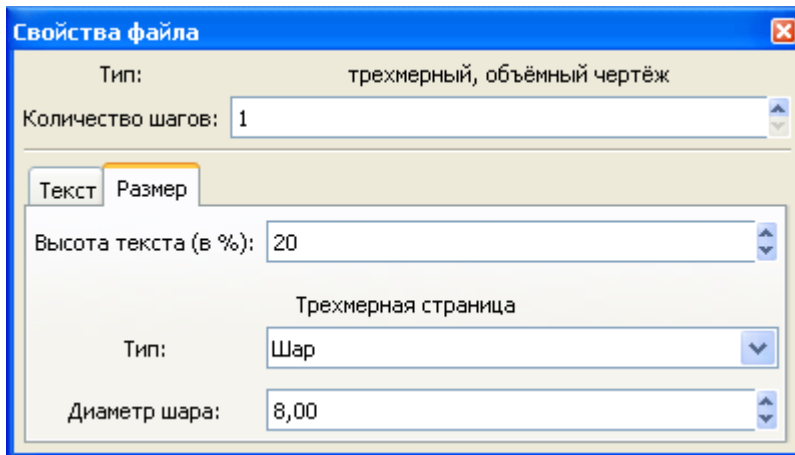 Свойства файла
Тип: трехмерный, объёмный чертёж
Количество шагов: 1
Текст Размер
Высота текста (в %): 20
Трехмерная страница
Тип: Шар
Диаметр шара: 8,00